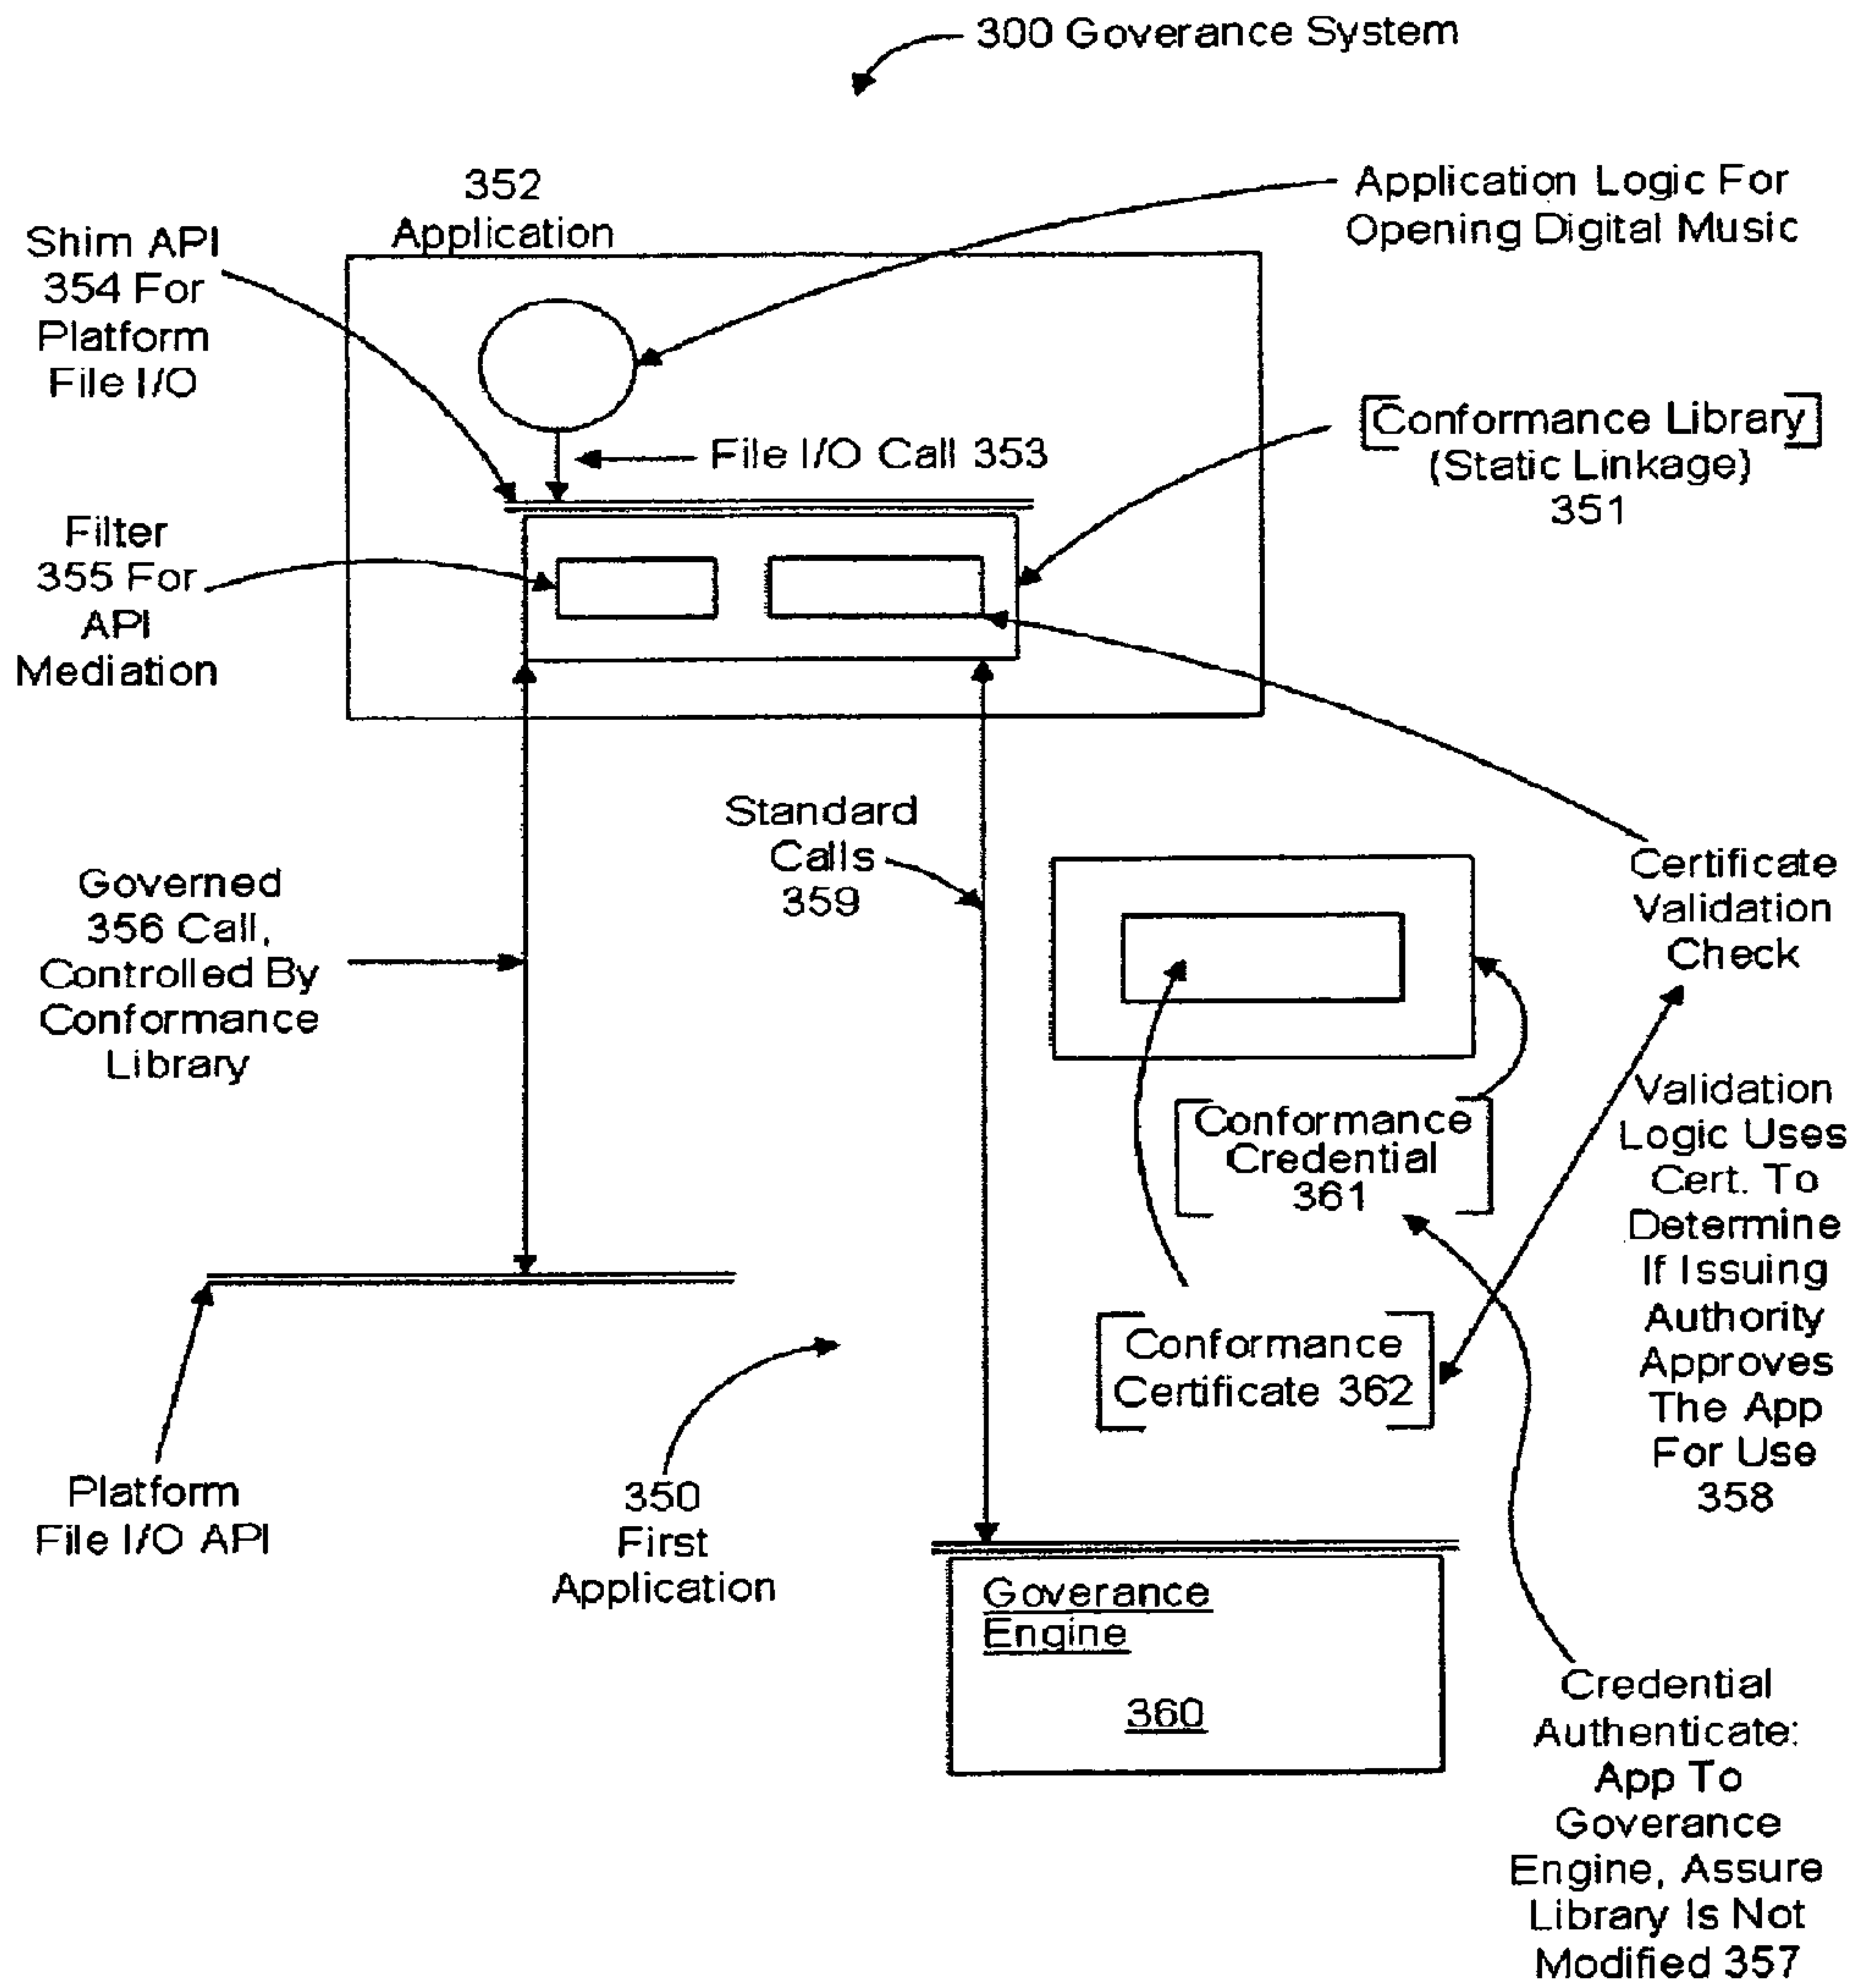 300 Goverance System
352
Application
Application Logic For
Opening Digital Music
Shim API
354 For
Platform
File I/O
File I/O Call 353
Conformance Library
(Static Linkage)
351
Filter
355 For
API
Mediation
Standard
Calls
359
Governed
356 Call,
Controlled By
Conformance
Library
Certificate
Validation
Check
Validation
Logic Uses
Cert. To
Determine
If Issuing
Authority
Approves
The App
For Use
358
Conformance
Credential
361
Conformance
Certificate 362
Platform
File I/O API
350
First
Application
Goverance
Engine
360
Credential
Authenticate:
App To
Goverance
Engine, Assure
Library Is Not
Modified 357